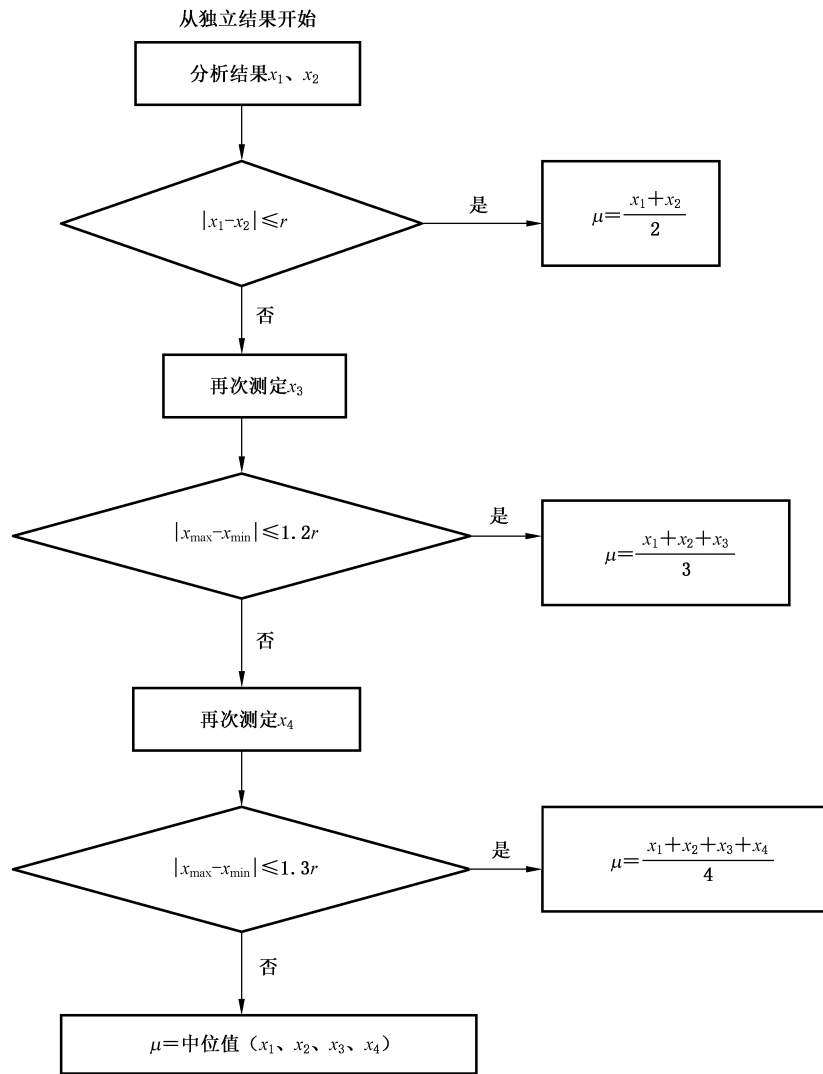 从独立结果开始
分析结果x₁、x₂
|x₁-x₂|≤r
是
μ=(x₁+x₂)/2
否
再次测定x₃
|xmax-xmin|≤1.2r
是
μ=(x₁+x₂+x₃)/3
否
再次测定x₄
|xmax-xmin|≤1.3r
是
μ=(x₁+x₂+x₃+x₄)/4
否
μ=中位值（x₁、x₂、x₃、x₄）